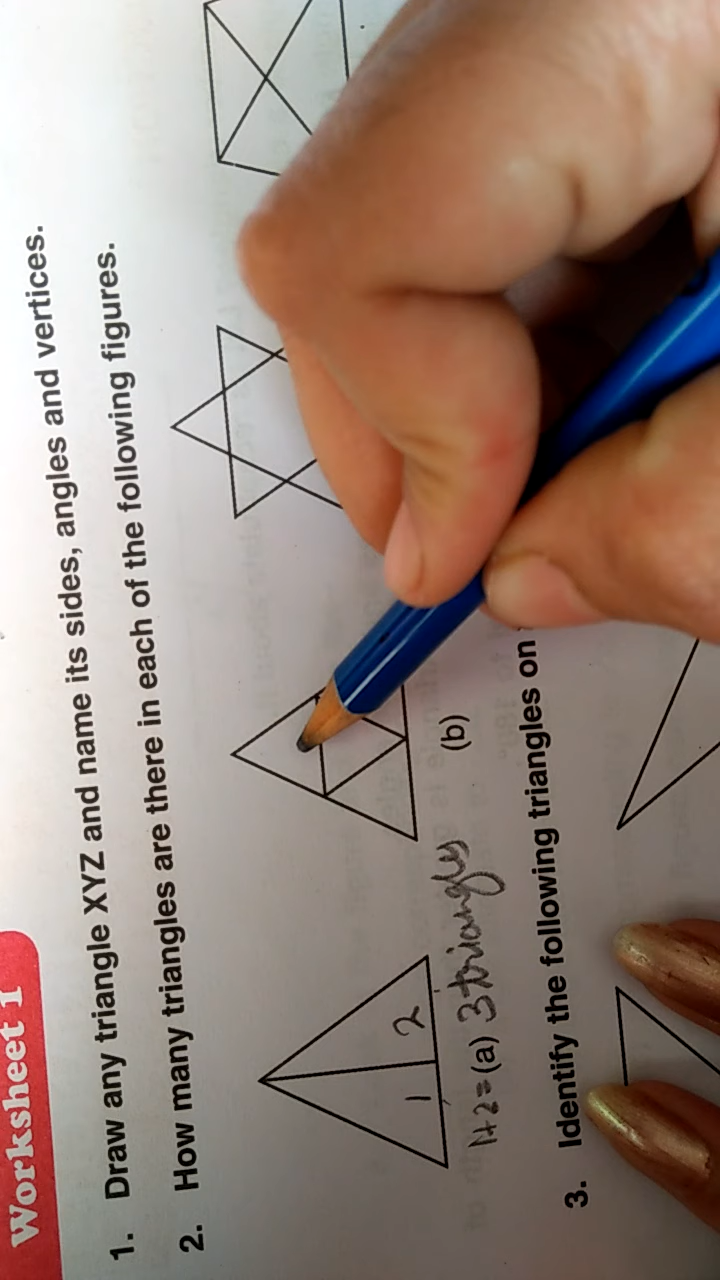 Worksheet 1
1. Draw any triangle XYZ and name its sides, angles and vertices.
2. How many triangles are there in each of the following figures.
1 2
1+2=(a) 3 triangles (b)
3. Identify the following triangles on